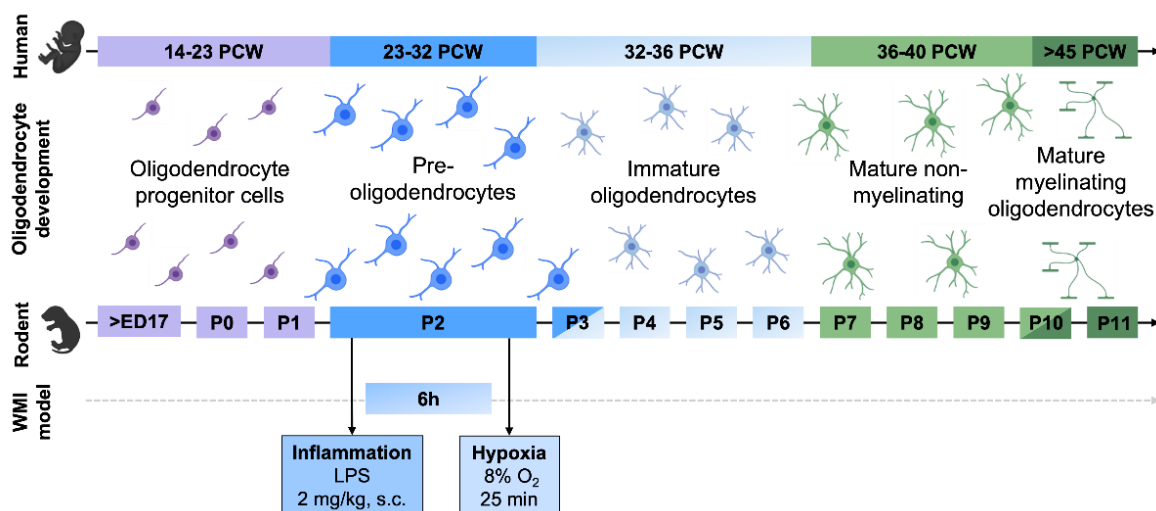 Human
14-23 PCW
23-32 PCW
32-36 PCW
36-40 PCW
>45 PCW
Oligodendrocyte
development
Oligodendrocyte
progenitor cells
Pre-
oligodendrocytes
Immature
oligodendrocytes
Mature non-
myelinating
Mature
myelinating
oligodendrocytes
Rodent
>ED17
P0
P1
P2
P3
P4
P5
P6
P7
P8
P9
P10
P11
WMI
model
6h
Inflammation
LPS
2 mg/kg, s.c.
Hypoxia
8% O₂
25 min